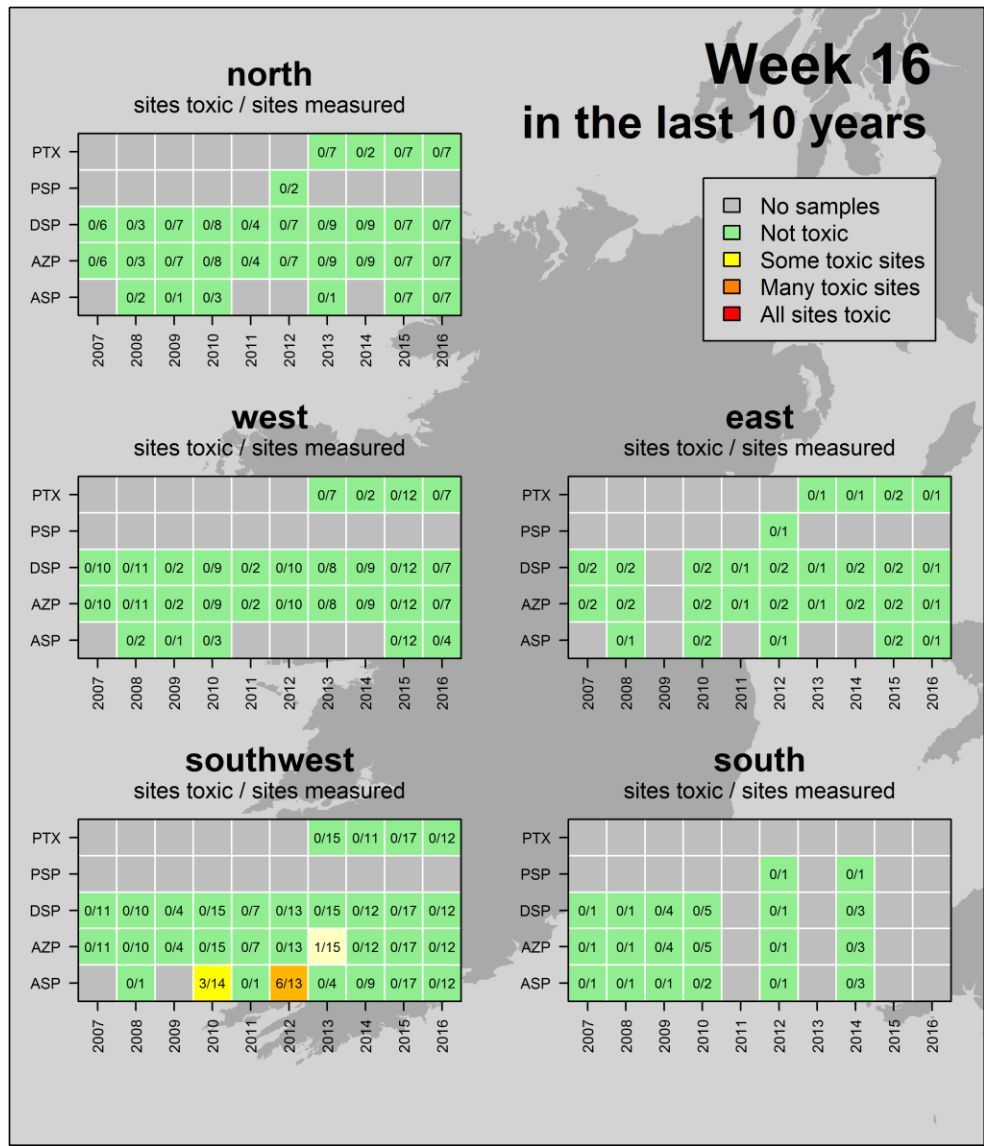 Week 16
in the last 10 years
No samples
Not toxic
Some toxic sites
Many toxic sites
All sites toxic
north
sites toxic / sites measured
PTX 0/7 0/2 0/7 0/7
PSP 0/2
DSP 0/6 0/3 0/7 0/8 0/4 0/7 0/9 0/9 0/7 0/7
AZP 0/6 0/3 0/7 0/8 0/4 0/7 0/9 0/9 0/7 0/7
ASP 0/2 0/1 0/3 0/1 0/7 0/7
2007 2008 2009 2010 2011 2012 2013 2014 2015 2016
west
sites toxic / sites measured
PTX 0/7 0/2 0/12 0/7
PSP
DSP 0/10 0/11 0/2 0/9 0/2 0/10 0/8 0/9 0/12 0/7
AZP 0/10 0/11 0/2 0/9 0/2 0/10 0/8 0/9 0/12 0/7
ASP 0/2 0/1 0/3 0/12 0/4
2007 2008 2009 2010 2011 2012 2013 2014 2015 2016
east
sites toxic / sites measured
PTX 0/1 0/1 0/2 0/1
PSP 0/1
DSP 0/2 0/2 0/2 0/1 0/2 0/1 0/2 0/2 0/1
AZP 0/2 0/2 0/2 0/1 0/2 0/1 0/2 0/2 0/1
ASP 0/1 0/2 0/1 0/2 0/1
2007 2008 2009 2010 2011 2012 2013 2014 2015 2016
southwest
sites toxic / sites measured
PTX 0/15 0/11 0/17 0/12
PSP
DSP 0/11 0/10 0/4 0/15 0/7 0/13 0/15 0/12 0/17 0/12
AZP 0/11 0/10 0/4 0/15 0/7 0/13 1/15 0/12 0/17 0/12
ASP 0/1 3/14 0/1 6/13 0/4 0/9 0/17 0/12
2007 2008 2009 2010 2011 2012 2013 2014 2015 2016
south
sites toxic / sites measured
PTX
PSP 0/1 0/1
DSP 0/1 0/1 0/4 0/5 0/1 0/3
AZP 0/1 0/1 0/4 0/5 0/1 0/3
ASP 0/1 0/1 0/1 0/2 0/1 0/3
2007 2008 2009 2010 2011 2012 2013 2014 2015 2016